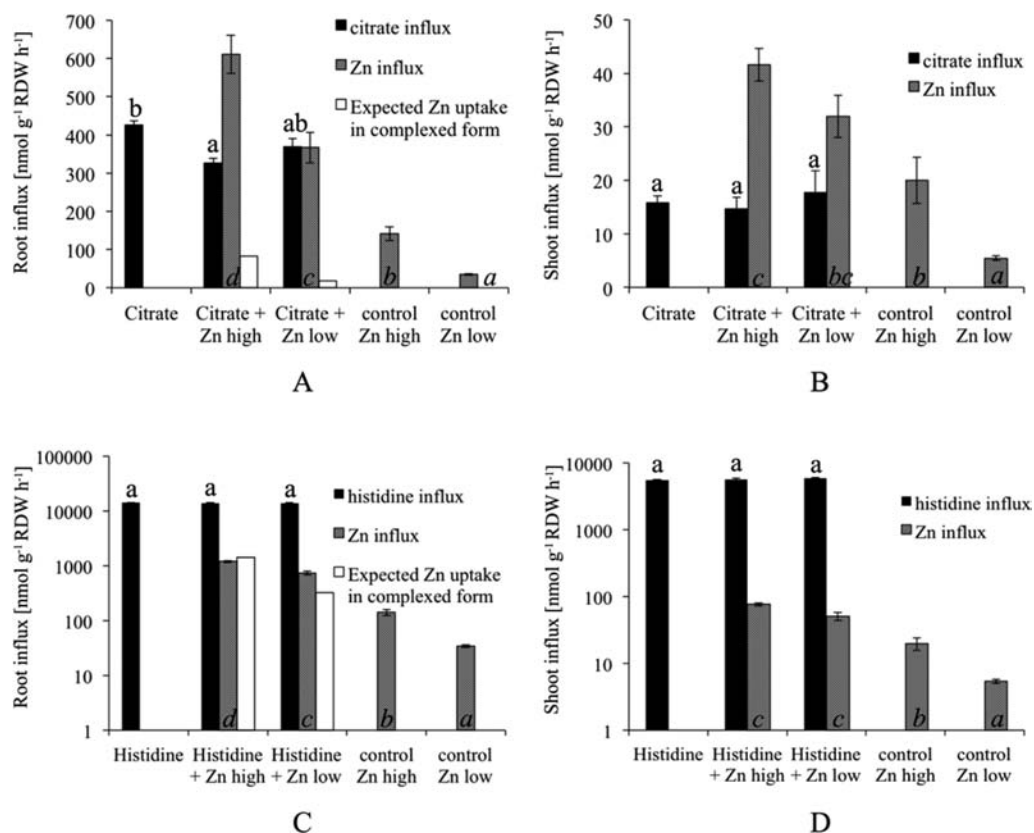 700
600
500
400
300
200
100
0
Root influx [nmol g⁻¹ RDW h⁻¹]
citrate influx
Zn influx
Expected Zn uptake
in complexed form
b
a
ab
d
c
b
a
Citrate
Citrate +
Zn high
Citrate +
Zn low
control
Zn high
control
Zn low
A
50
40
30
20
10
0
Shoot influx [nmol g⁻¹ RDW h⁻¹]
citrate influx
Zn influx
a
a
a
c
bc
b
a
Citrate
Citrate +
Zn high
Citrate +
Zn low
control
Zn high
control
Zn low
B
100000
10000
1000
100
10
1
Root influx [nmol g⁻¹ RDW h⁻¹]
histidine influx
Zn influx
Expected Zn uptake
in complexed form
a
a
a
d
c
b
a
Histidine
Histidine
+ Zn high
Histidine
+ Zn low
control
Zn high
control
Zn low
C
10000
1000
100
10
1
Shoot influx [nmol g⁻¹ RDW h⁻¹]
histidine influx
Zn influx
a
a
a
c
c
b
a
Histidine
Histidine
+ Zn high
Histidine
+ Zn low
control
Zn high
control
Zn low
D